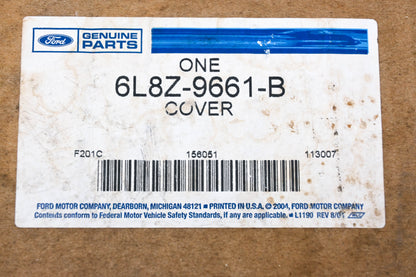 Ford
GENUINE
PARTS
ONE
6L8Z-9661-B
COVER
F201C 156051 113007
FORD MOTOR COMPANY, DEARBORN, MICHIGAN 48121 ■ PRINTED IN U.S.A. © 2004, FORD MOTOR COMPANY
Contents conform to Federal Motor Vehicle Safety Standards, if any are applicable. ■ L1190 REV 8/01